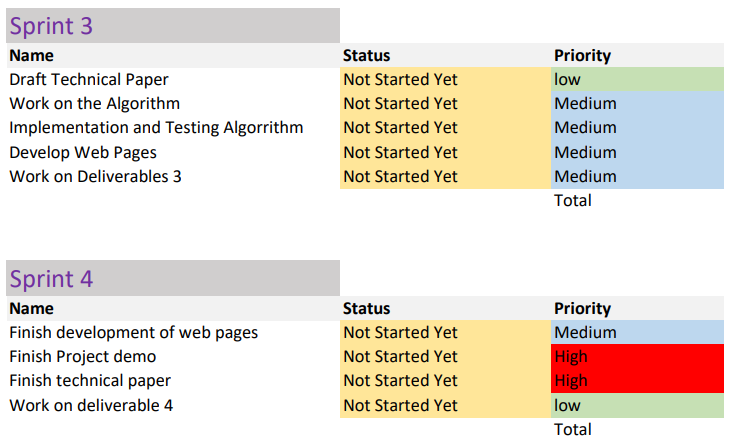 Sprint 3
Name Status Priority
Draft Technical Paper Not Started Yet low
Work on the Algorithm Not Started Yet Medium
Implementation and Testing Algorrithm Not Started Yet Medium
Develop Web Pages Not Started Yet Medium
Work on Deliverables 3 Not Started Yet Medium
Total
Sprint 4
Name Status Priority
Finish development of web pages Not Started Yet Medium
Finish Project demo Not Started Yet High
Finish technical paper Not Started Yet High
Work on deliverable 4 Not Started Yet low
Total